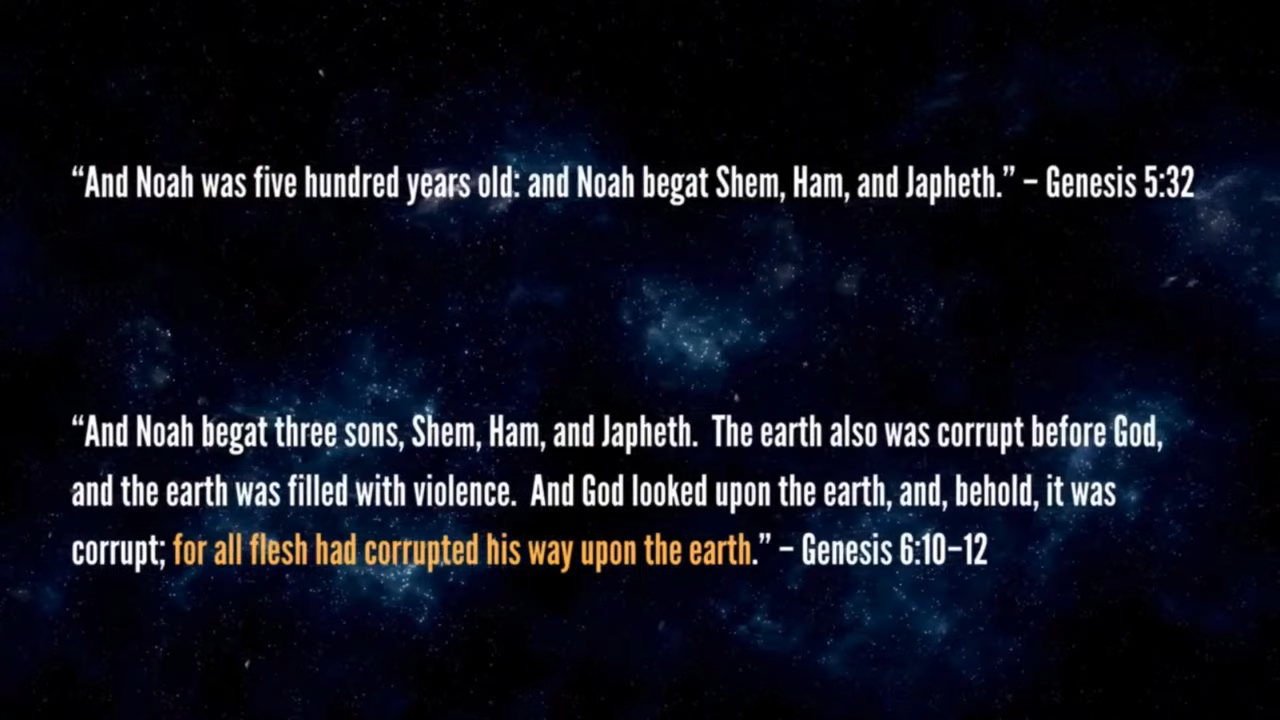 “And Noah was five hundred years old: and Noah begat Shem, Ham, and Japheth.” – Genesis 5:32
“And Noah begat three sons, Shem, Ham, and Japheth.  The earth also was corrupt before God,
and the earth was filled with violence.  And God looked upon the earth, and, behold, it was
corrupt; for all flesh had corrupted his way upon the earth.” – Genesis 6:10–12